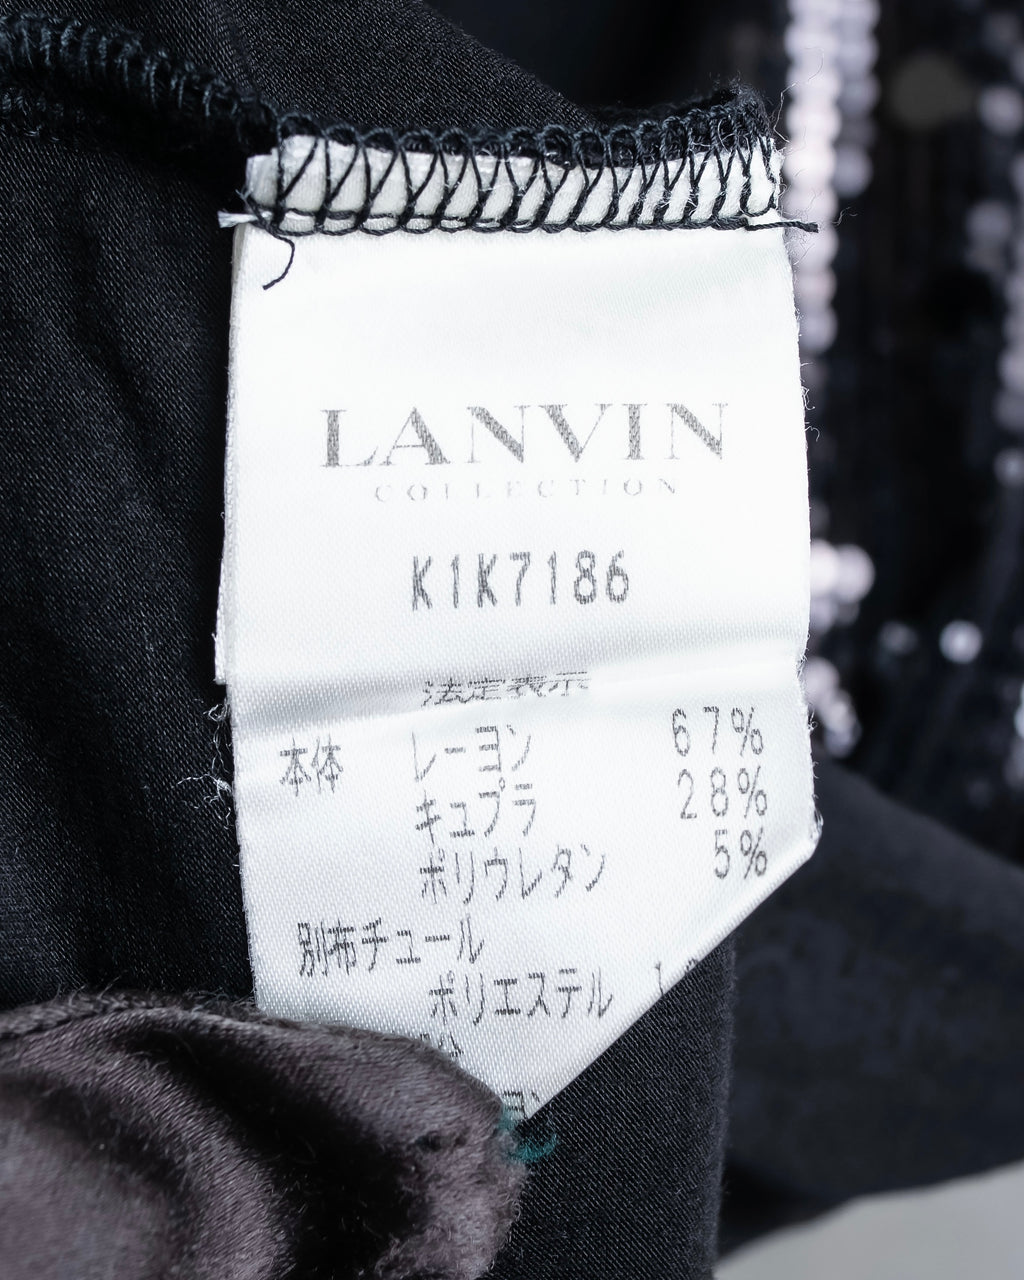 LANVIN
COLLECTION
K1K7186
法定表示
本体 レーヨン 67%
キュプラ 28%
ポリウレタン 5%
別布チュール
ポリエステル